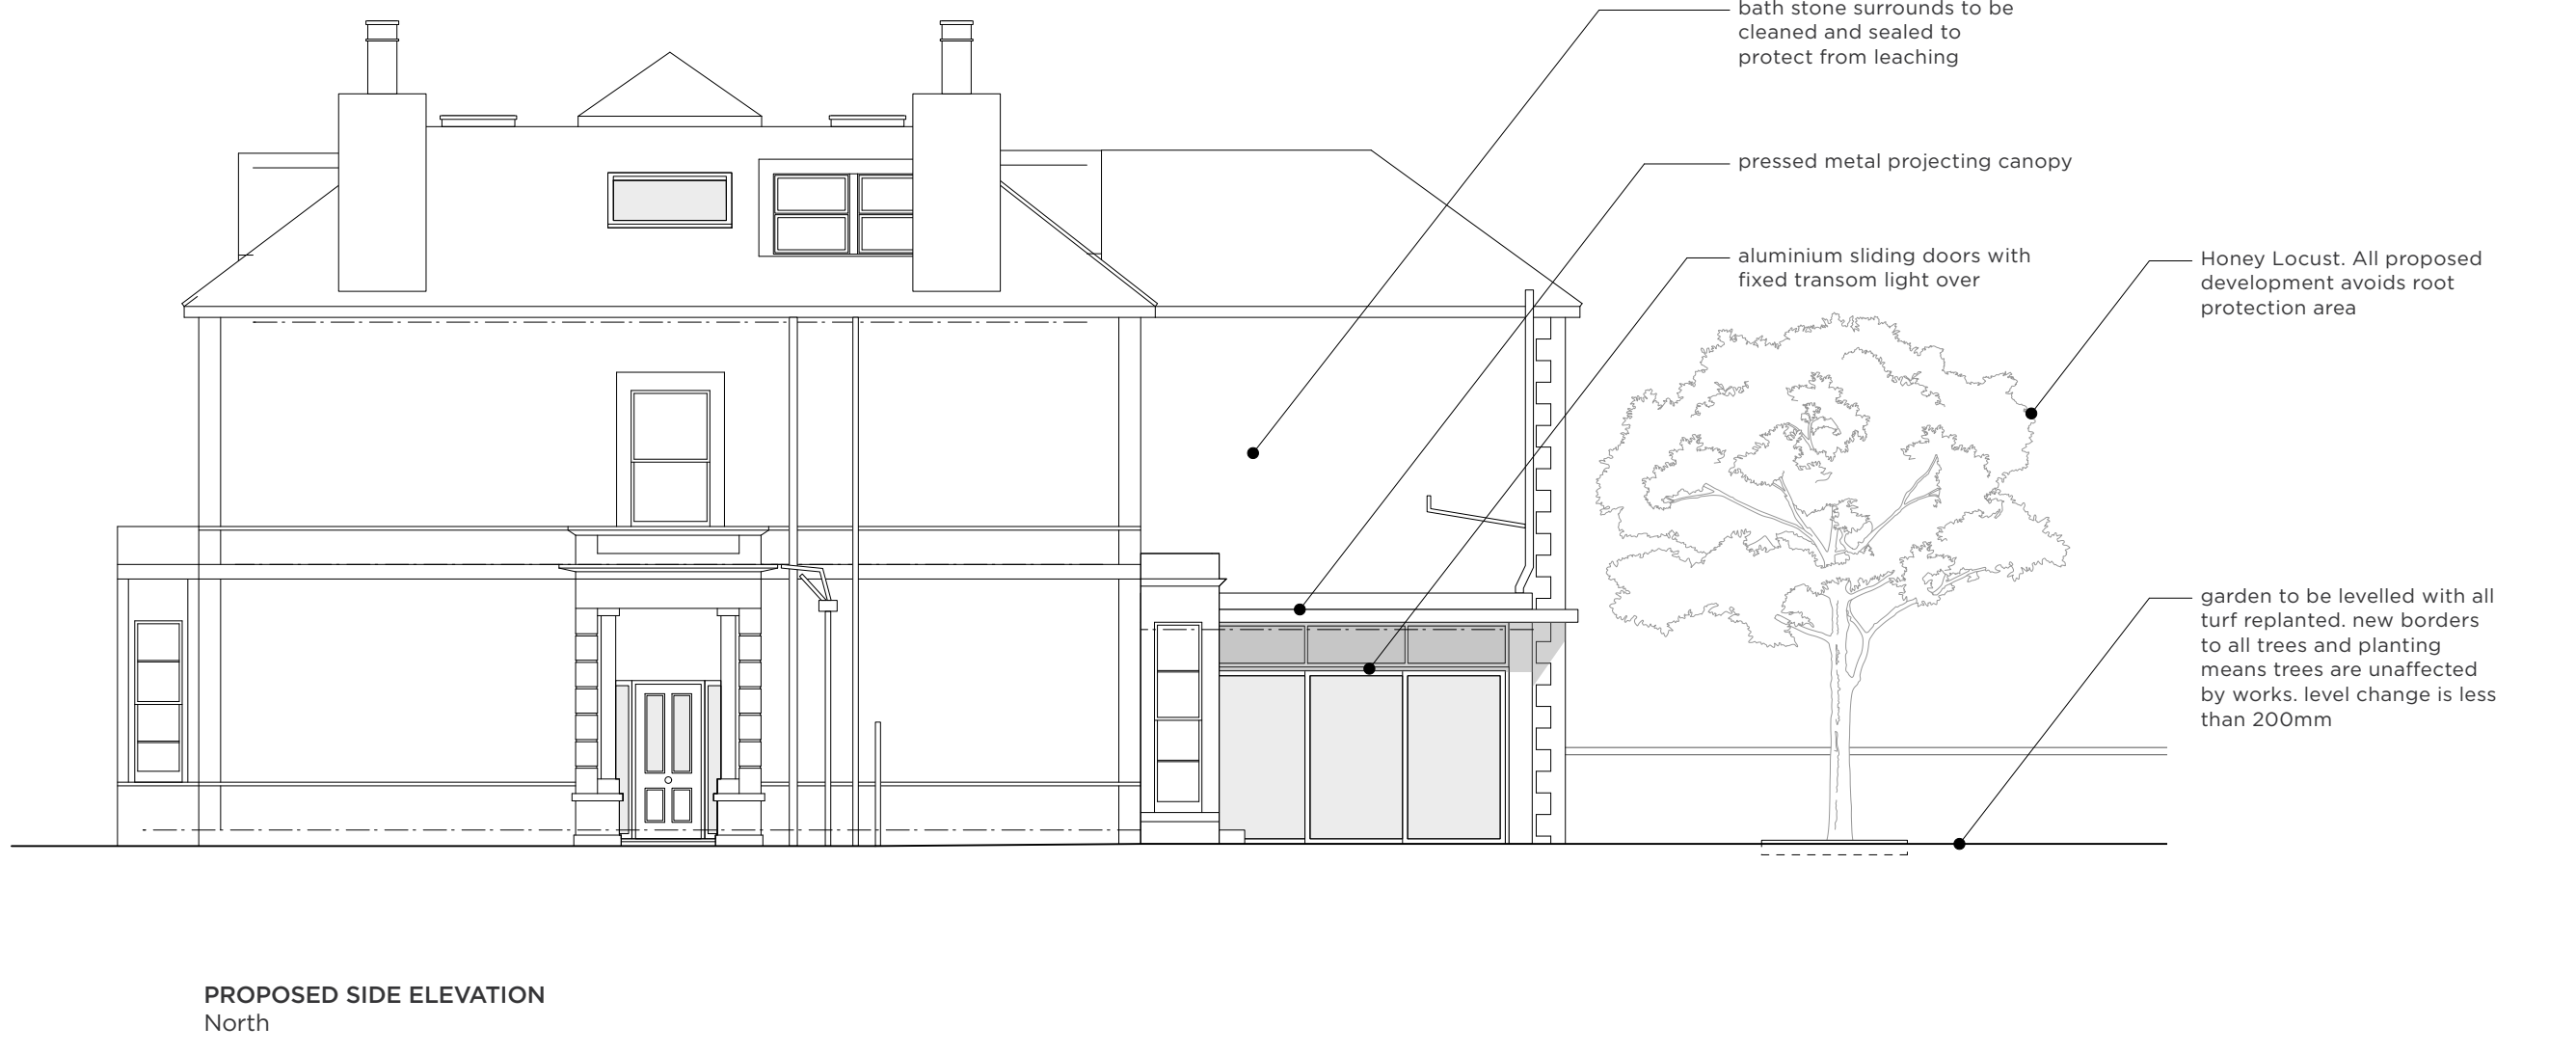 bath stone surrounds to be
cleaned and sealed to
protect from leaching
pressed metal projecting canopy
aluminium sliding doors with
fixed transom light over
Honey Locust. All proposed
development avoids root
protection area
garden to be levelled with all
turf replanted. new borders
to all trees and planting
means trees are unaffected
by works. level change is less
than 200mm
PROPOSED SIDE ELEVATION
North